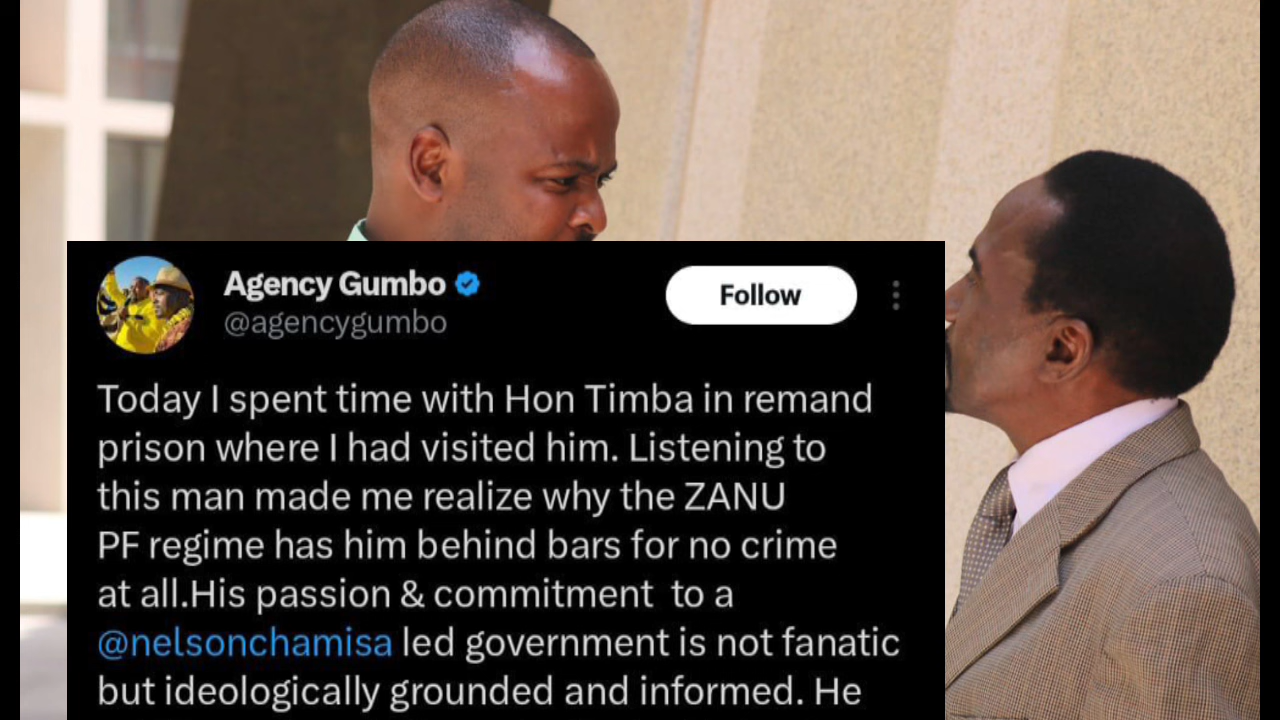 Agency Gumbo
@agencygumbo
Follow
Today I spent time with Hon Timba in remand
prison where I had visited him. Listening to
this man made me realize why the ZANU
PF regime has him behind bars for no crime
at all.His passion & commitment  to a
@nelsonchamisa led government is not fanatic
but ideologically grounded and informed. He